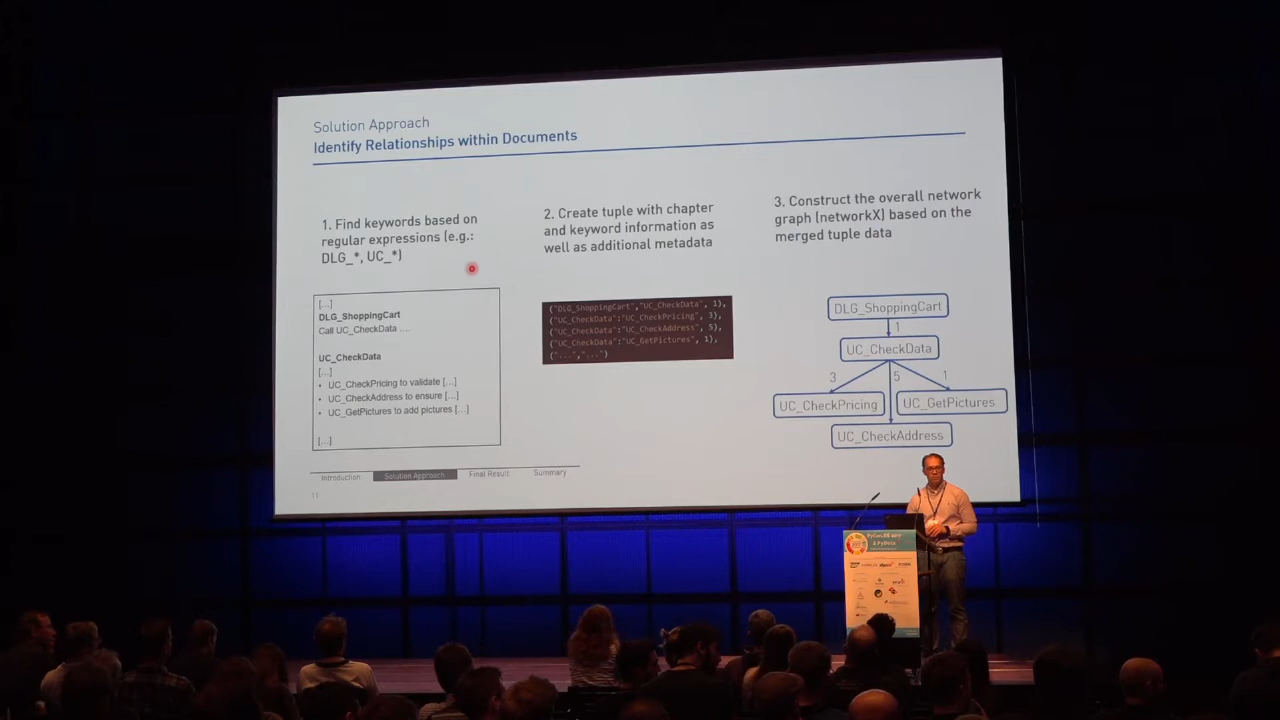 Solution Approach
Identify Relationships within Documents
1. Find keywords based on
regular expressions (e.g.:
DLG_*, UC_*)
[...]
DLG_ShoppingCart
Call UC_CheckData ....
UC_CheckData
[...]
• UC_CheckPricing to validate [...]
• UC_CheckAddress to ensure [...]
• UC_GetPictures to add pictures [...]
[...]
2. Create tuple with chapter
and keyword information as
well as additional metadata
("DLG_ShoppingCart","UC_CheckData", 1),
("UC_CheckData":"UC_CheckPricing", 3),
("UC_CheckData":"UC_CheckAddress", 5),
("UC_CheckData":"UC_GetPictures", 1),
("...","...")
3. Construct the overall network
graph (networkX) based on the
merged tuple data
DLG_ShoppingCart
1
UC_CheckData
3
5
1
UC_CheckPricing
UC_GetPictures
UC_CheckAddress
Introduction
Solution Approach
Final Result
Summary
11
PyCon.DE
& PyData